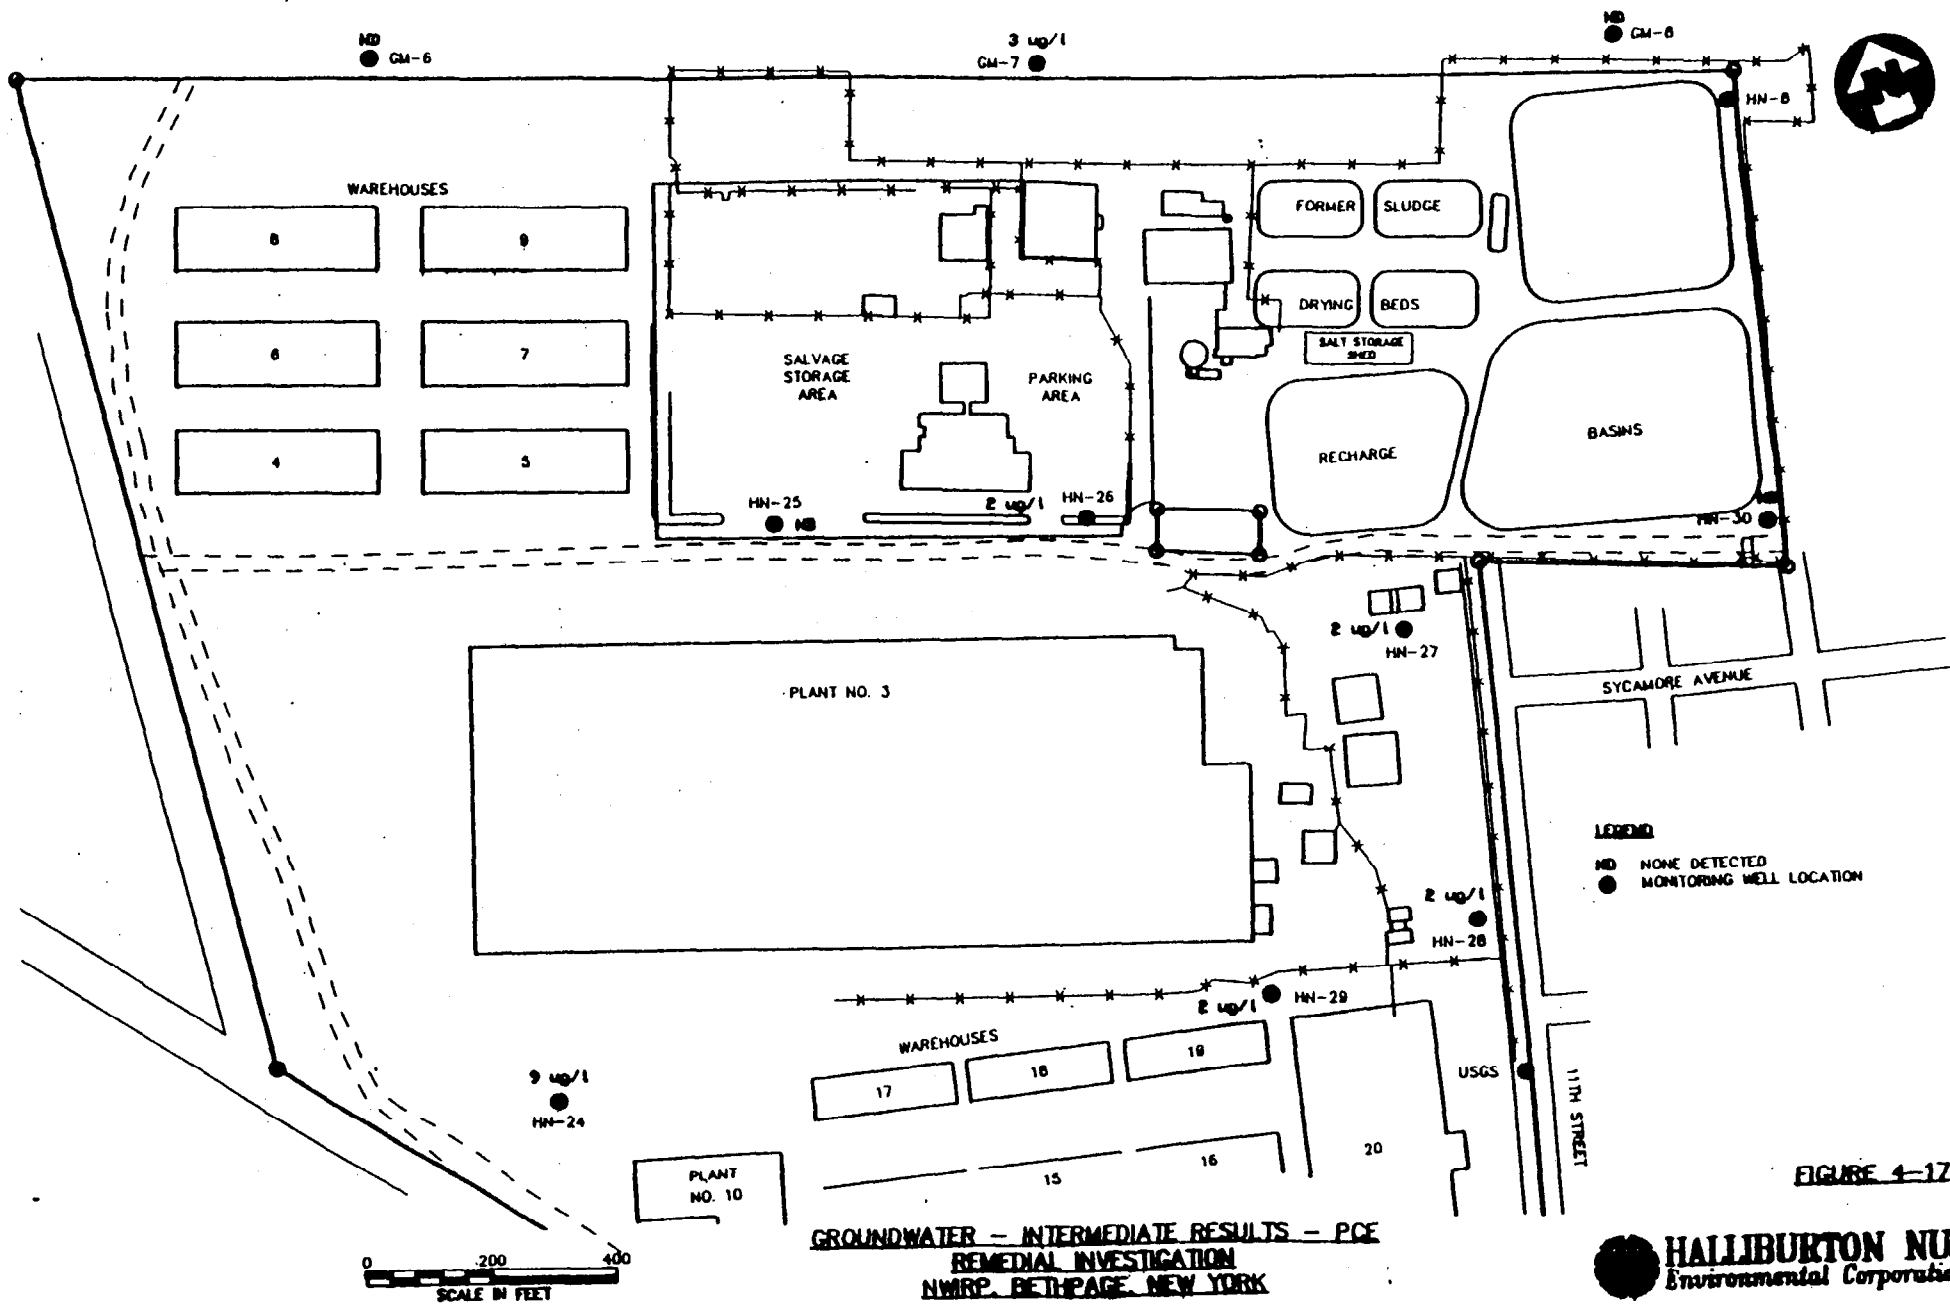 ND
GM-6
3 ug/l
GM-7
ND
GM-8
HN-8
WAREHOUSES
8
9
6
7
4
5
SALVAGE
STORAGE
AREA
PARKING
AREA
FORMER SLUDGE
DRYING BEDS
SALT STORAGE
SHED
RECHARGE
BASINS
HN-25
ND
2 ug/l
HN-26
ND
HN-30
2 ug/l
HN-27
PLANT NO. 3
SYCAMORE AVENUE
LEGEND
ND NONE DETECTED
MONITORING WELL LOCATION
2 ug/l
HN-28
2 ug/l
HN-29
WAREHOUSES
17
18
19
9 ug/l
HN-24
USGS
11TH STREET
PLANT
NO. 10
15
16
20
FIGURE 4-17
0 200 400
SCALE IN FEET
GROUNDWATER - INTERMEDIATE RESULTS - PCE
REMEDIAL INVESTIGATION
NWIRP, BETHPAGE, NEW YORK
HALLIBURTON NU
Environmental Corporatio